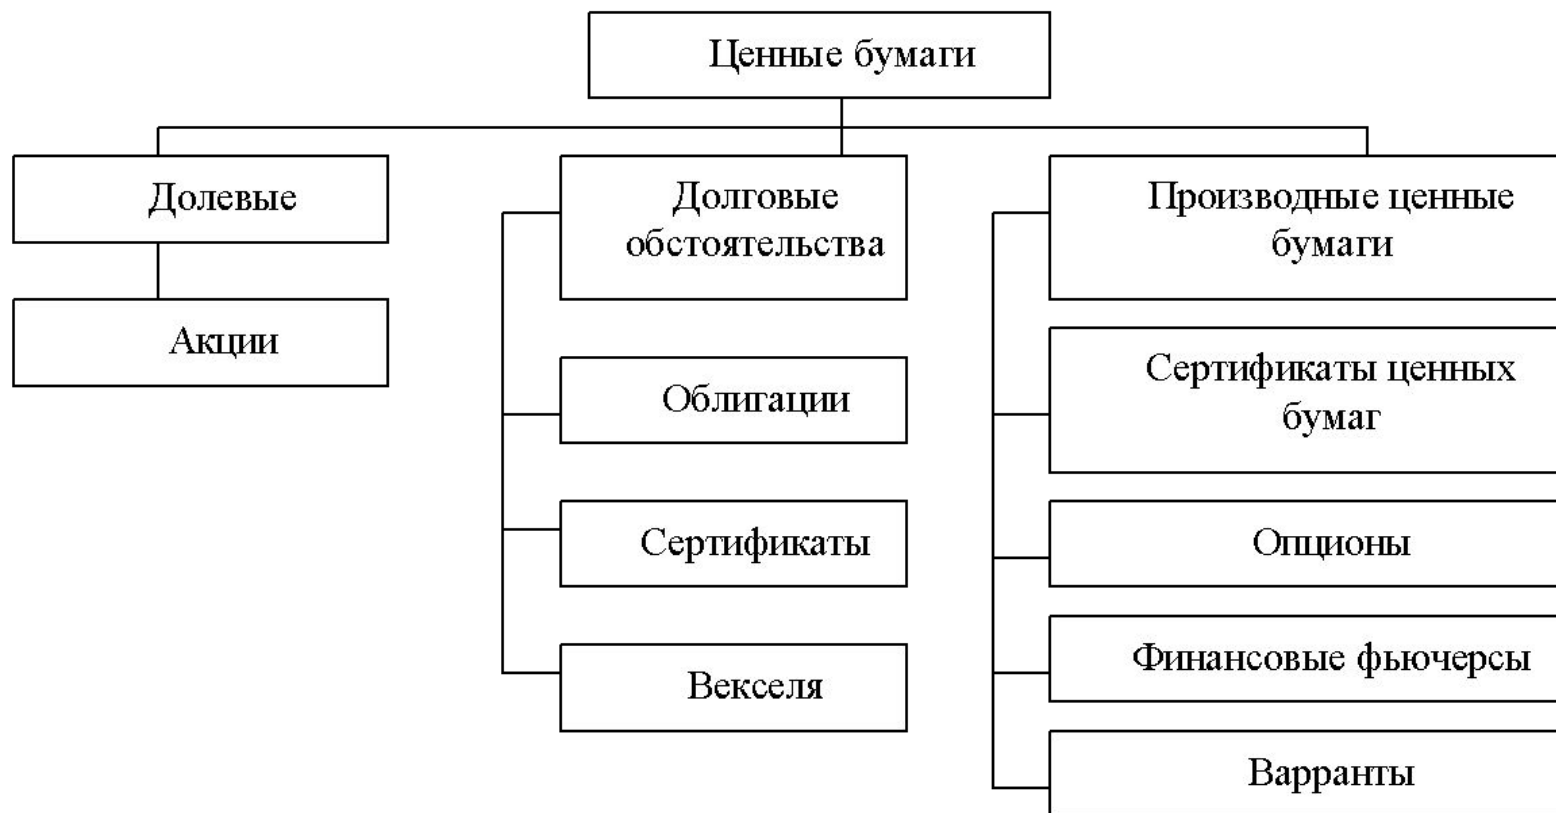 Ценные бумаги
Долевые
Акции
Долговые
обстоятельства
Облигации
Сертификаты
Векселя
Производные ценные
бумаги
Сертификаты ценных
бумаг
Опционы
Финансовые фьючерсы
Варранты